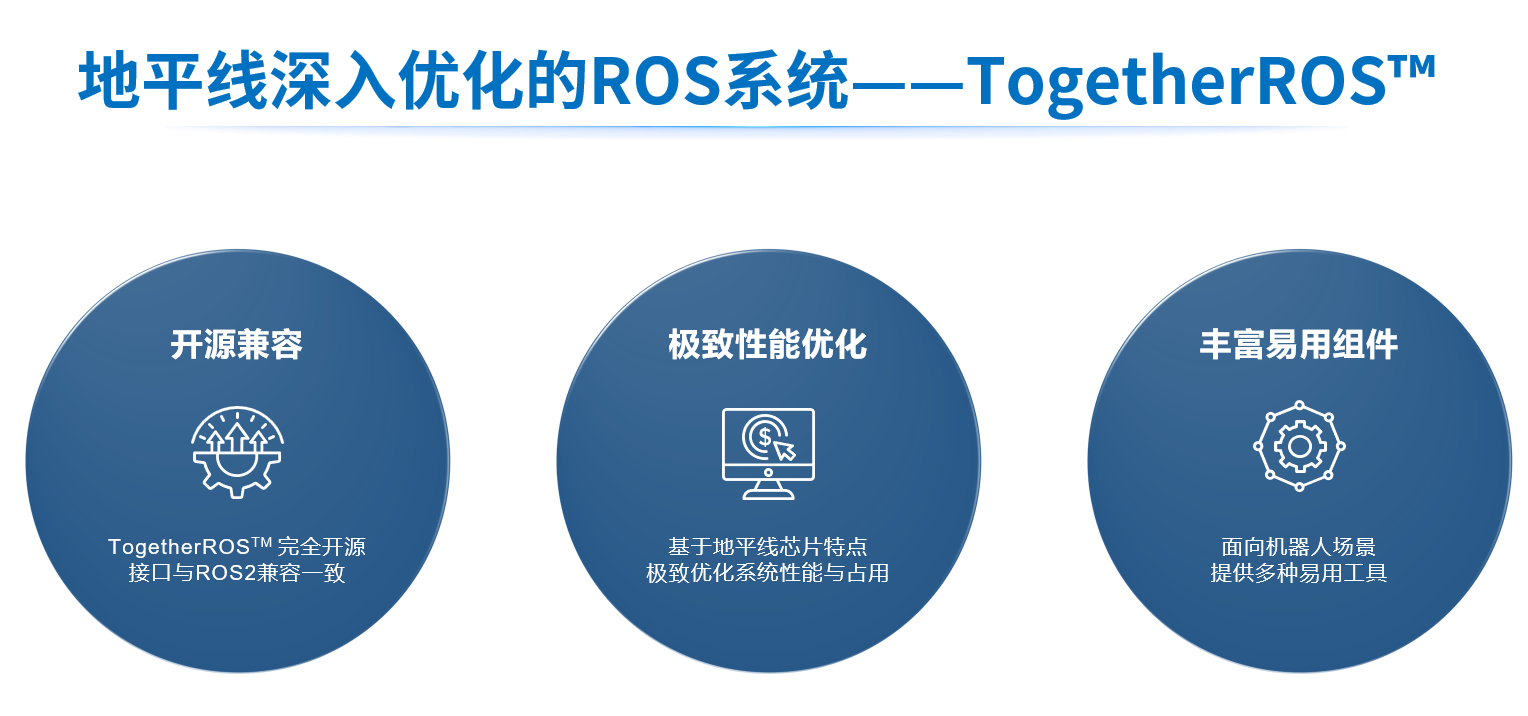 地平线深入优化的ROS系统——TogetherROS™
开源兼容
TogetherROS™ 完全开源
接口与ROS2兼容一致
极致性能优化
$
基于地平线芯片特点
极致优化系统性能与占用
丰富易用组件
面向机器人场景
提供多种易用工具